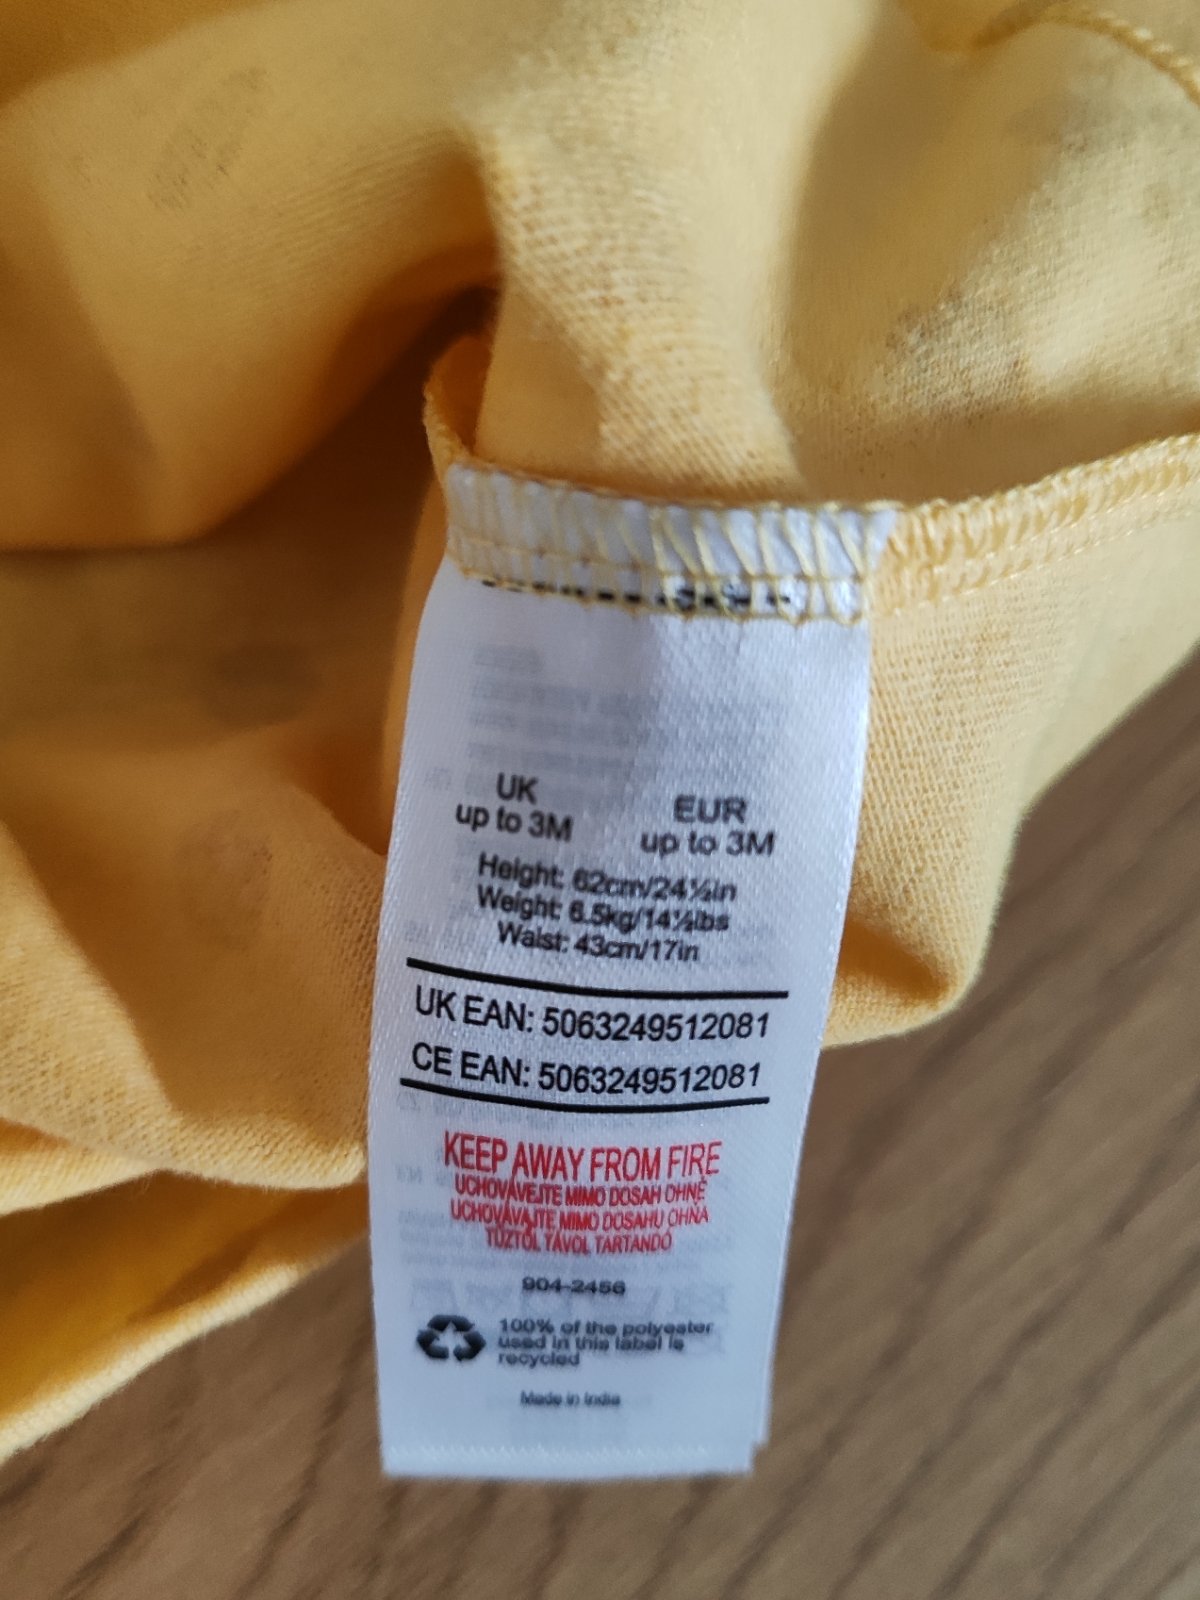 UK
up to 3M
EUR
up to 3M
Height: 62cm/24½in
Weight: 6.5kg/14½lbs
Waist: 43cm/17in
UK EAN: 5063249512081
CE EAN: 5063249512081
KEEP AWAY FROM FIRE
UCHOVÁVEJTE MIMO DOSAH OHNĚ
UCHOVÁVAJTE MIMO DOSAHU OHŇA
TŰZTŐL TÁVOL TARTANDÓ
904-2456
100% of the polyester
used in this label is
recycled
Made in India